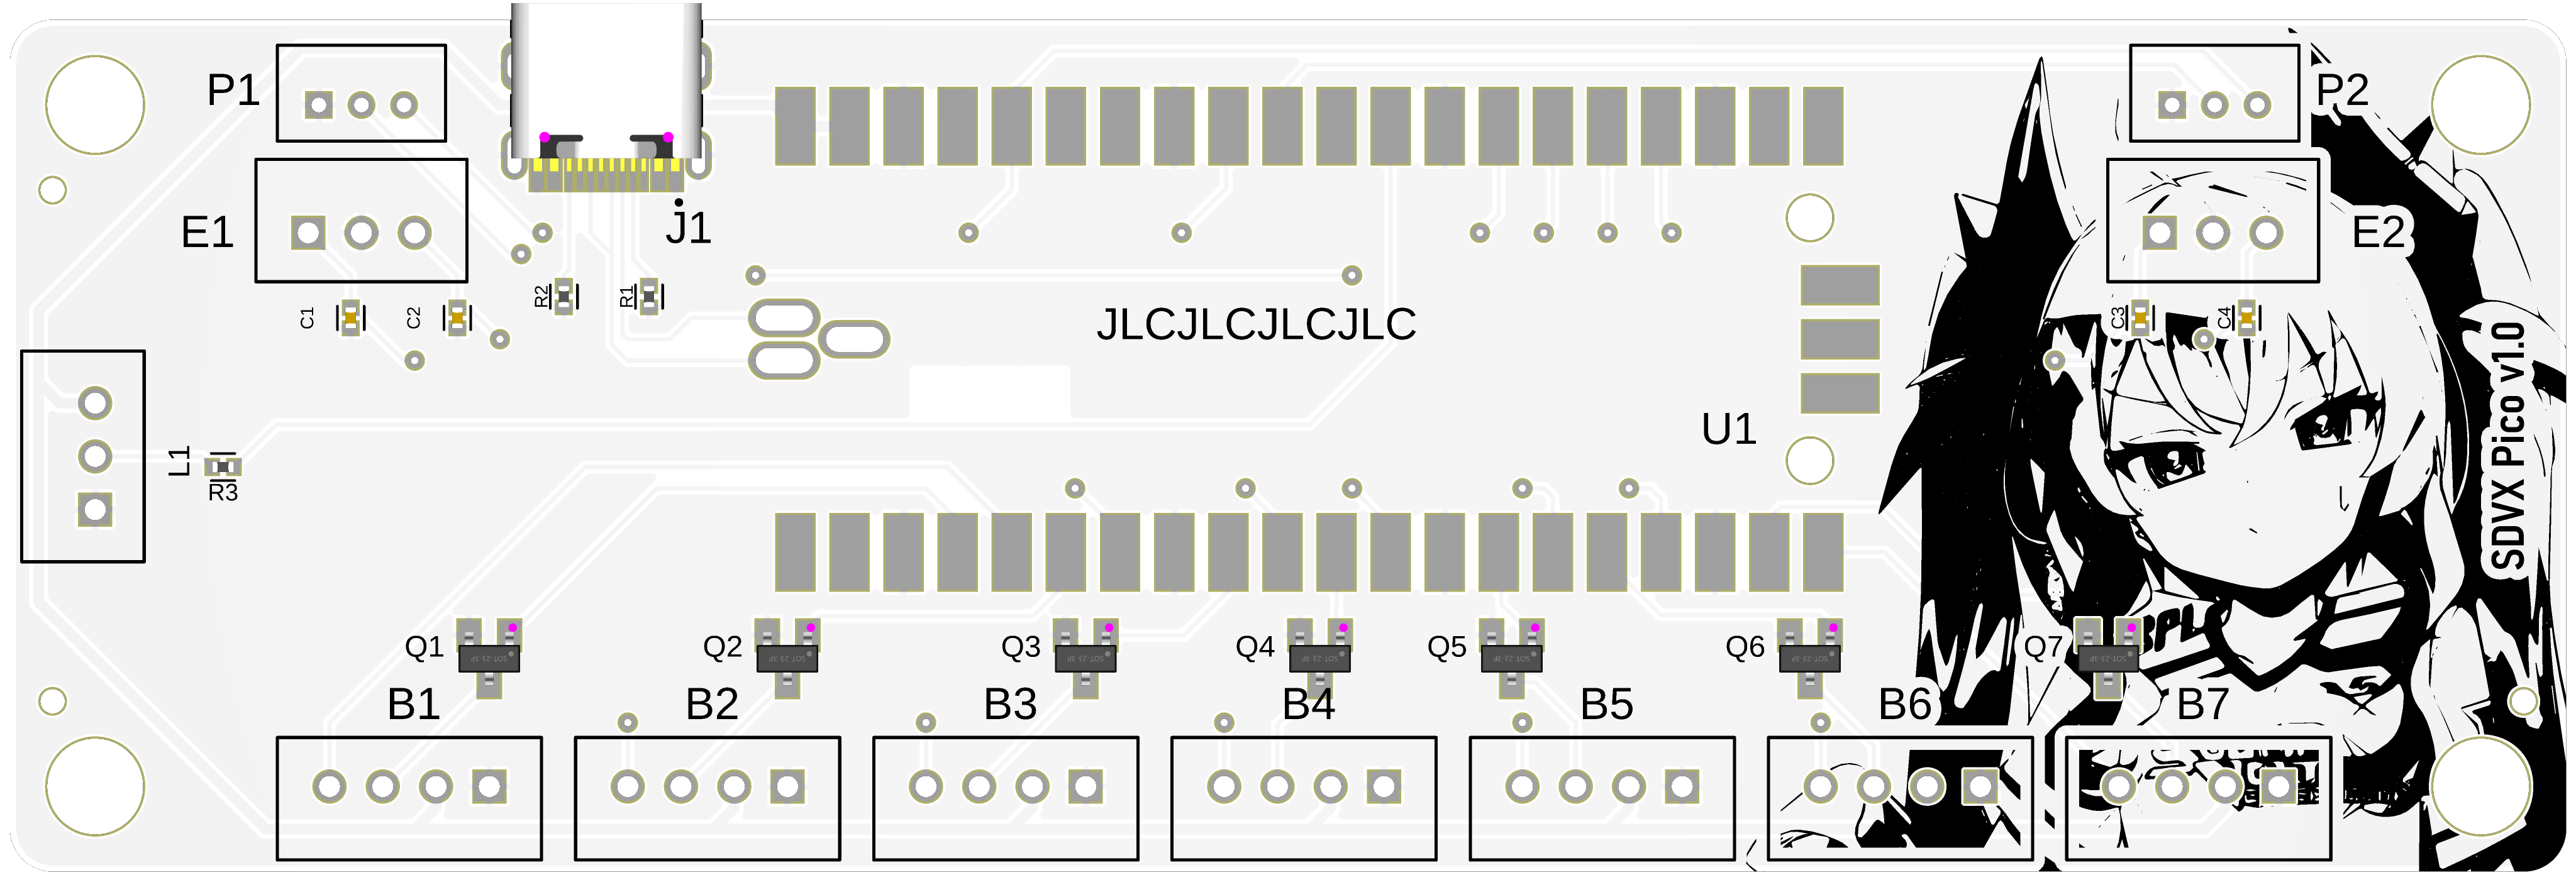 P1
P2
E1
J1
E2
C1
C2
R2
R1
JLCJLCJLCJLC
C3
C4
SDVX Pico v1.0
U1
L1
R3
Q1
Q2
Q3
Q4
Q5
Q6
Q7
B1
B2
B3
B4
B5
B6
B7